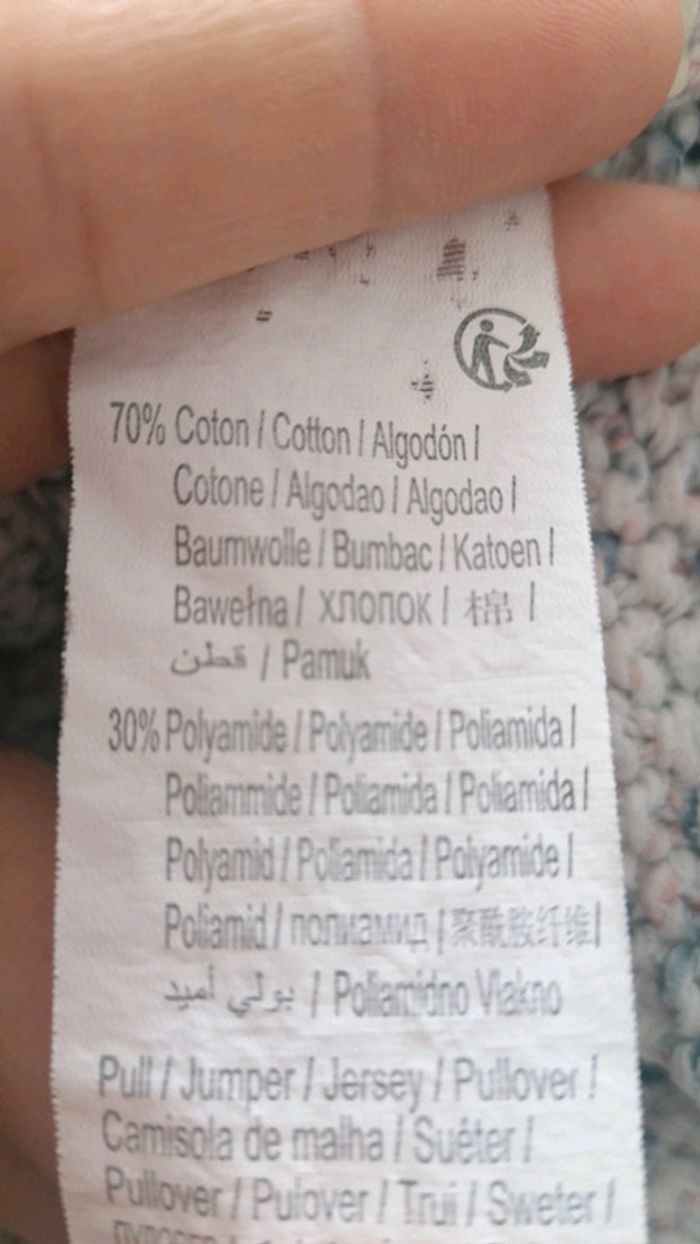 70% Coton / Cotton / Algodón /
Cotone / Algodao / Algodao /
Baumwolle / Bumbac / Katoen /
Bawełna / хлопок / 棉 /
قطن / Pamuk
30% Polyamide / Polyamide / Poliamida /
Poliammide / Poliamida / Poliamida /
Polyamid / Poliamida / Polyamide /
Poliamid / полиамид / 聚酰胺纤维/
بولي أميد / Poliamidno Vlakno
Pull / Jumper / Jersey / Pullover /
Camisola de malha / Suéter /
Pullover / Pulover / Trui / Sweter /